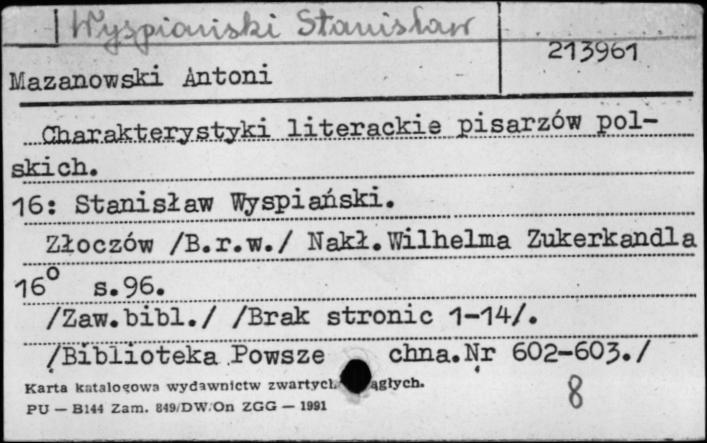 Wyspiański Stanisław
213961
Mazanowski Antoni
Charakterystyki literackie pisarzów pol-
skich.
16: Stanisław Wyspiański.
Złoczów /B.r.w./ Nakł.Wilhelma Zukerkandla
16° s.96.
/Zaw.bibl./ /Brak stronic 1-14/.
/Biblioteka Powsze chna.Nr 602-603./
Karta katalogowa wydawnictw zwartych ągłych.
8
PU — B144 Zam. 849/DW/On ZGG — 1991